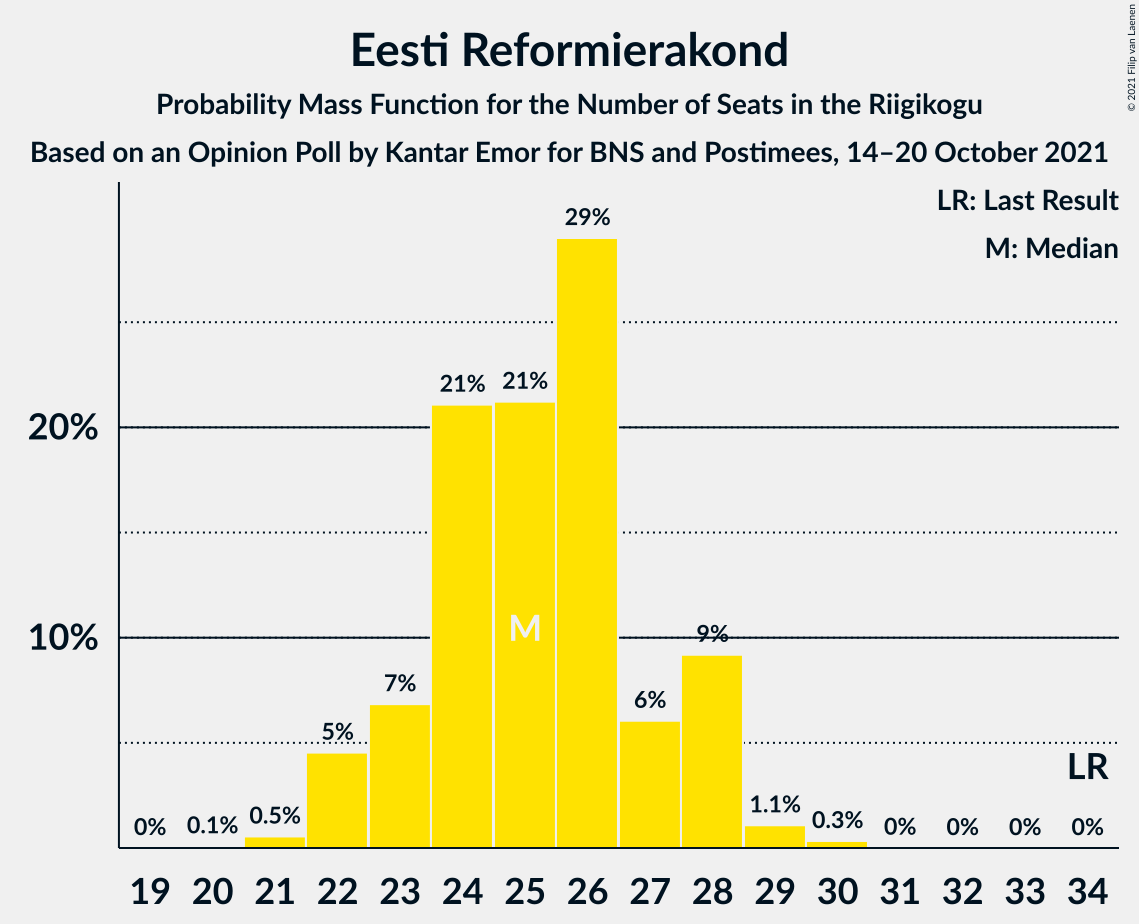 Eesti Reformierakond
Probability Mass Function for the Number of Seats in the Riigikogu
Based on an Opinion Poll by Kantar Emor for BNS and Postimees, 14–20 October 2021
© 2021 Filip van Laenen
LR: Last Result
M: Median
29%
21%
21%
20%
M
10%
9%
7%
6%
5%
LR
1.1%
0.5%
0.3%
0.1%
0%
0%
0%
0%
0%
19 20 21 22 23 24 25 26 27 28 29 30 31 32 33 34